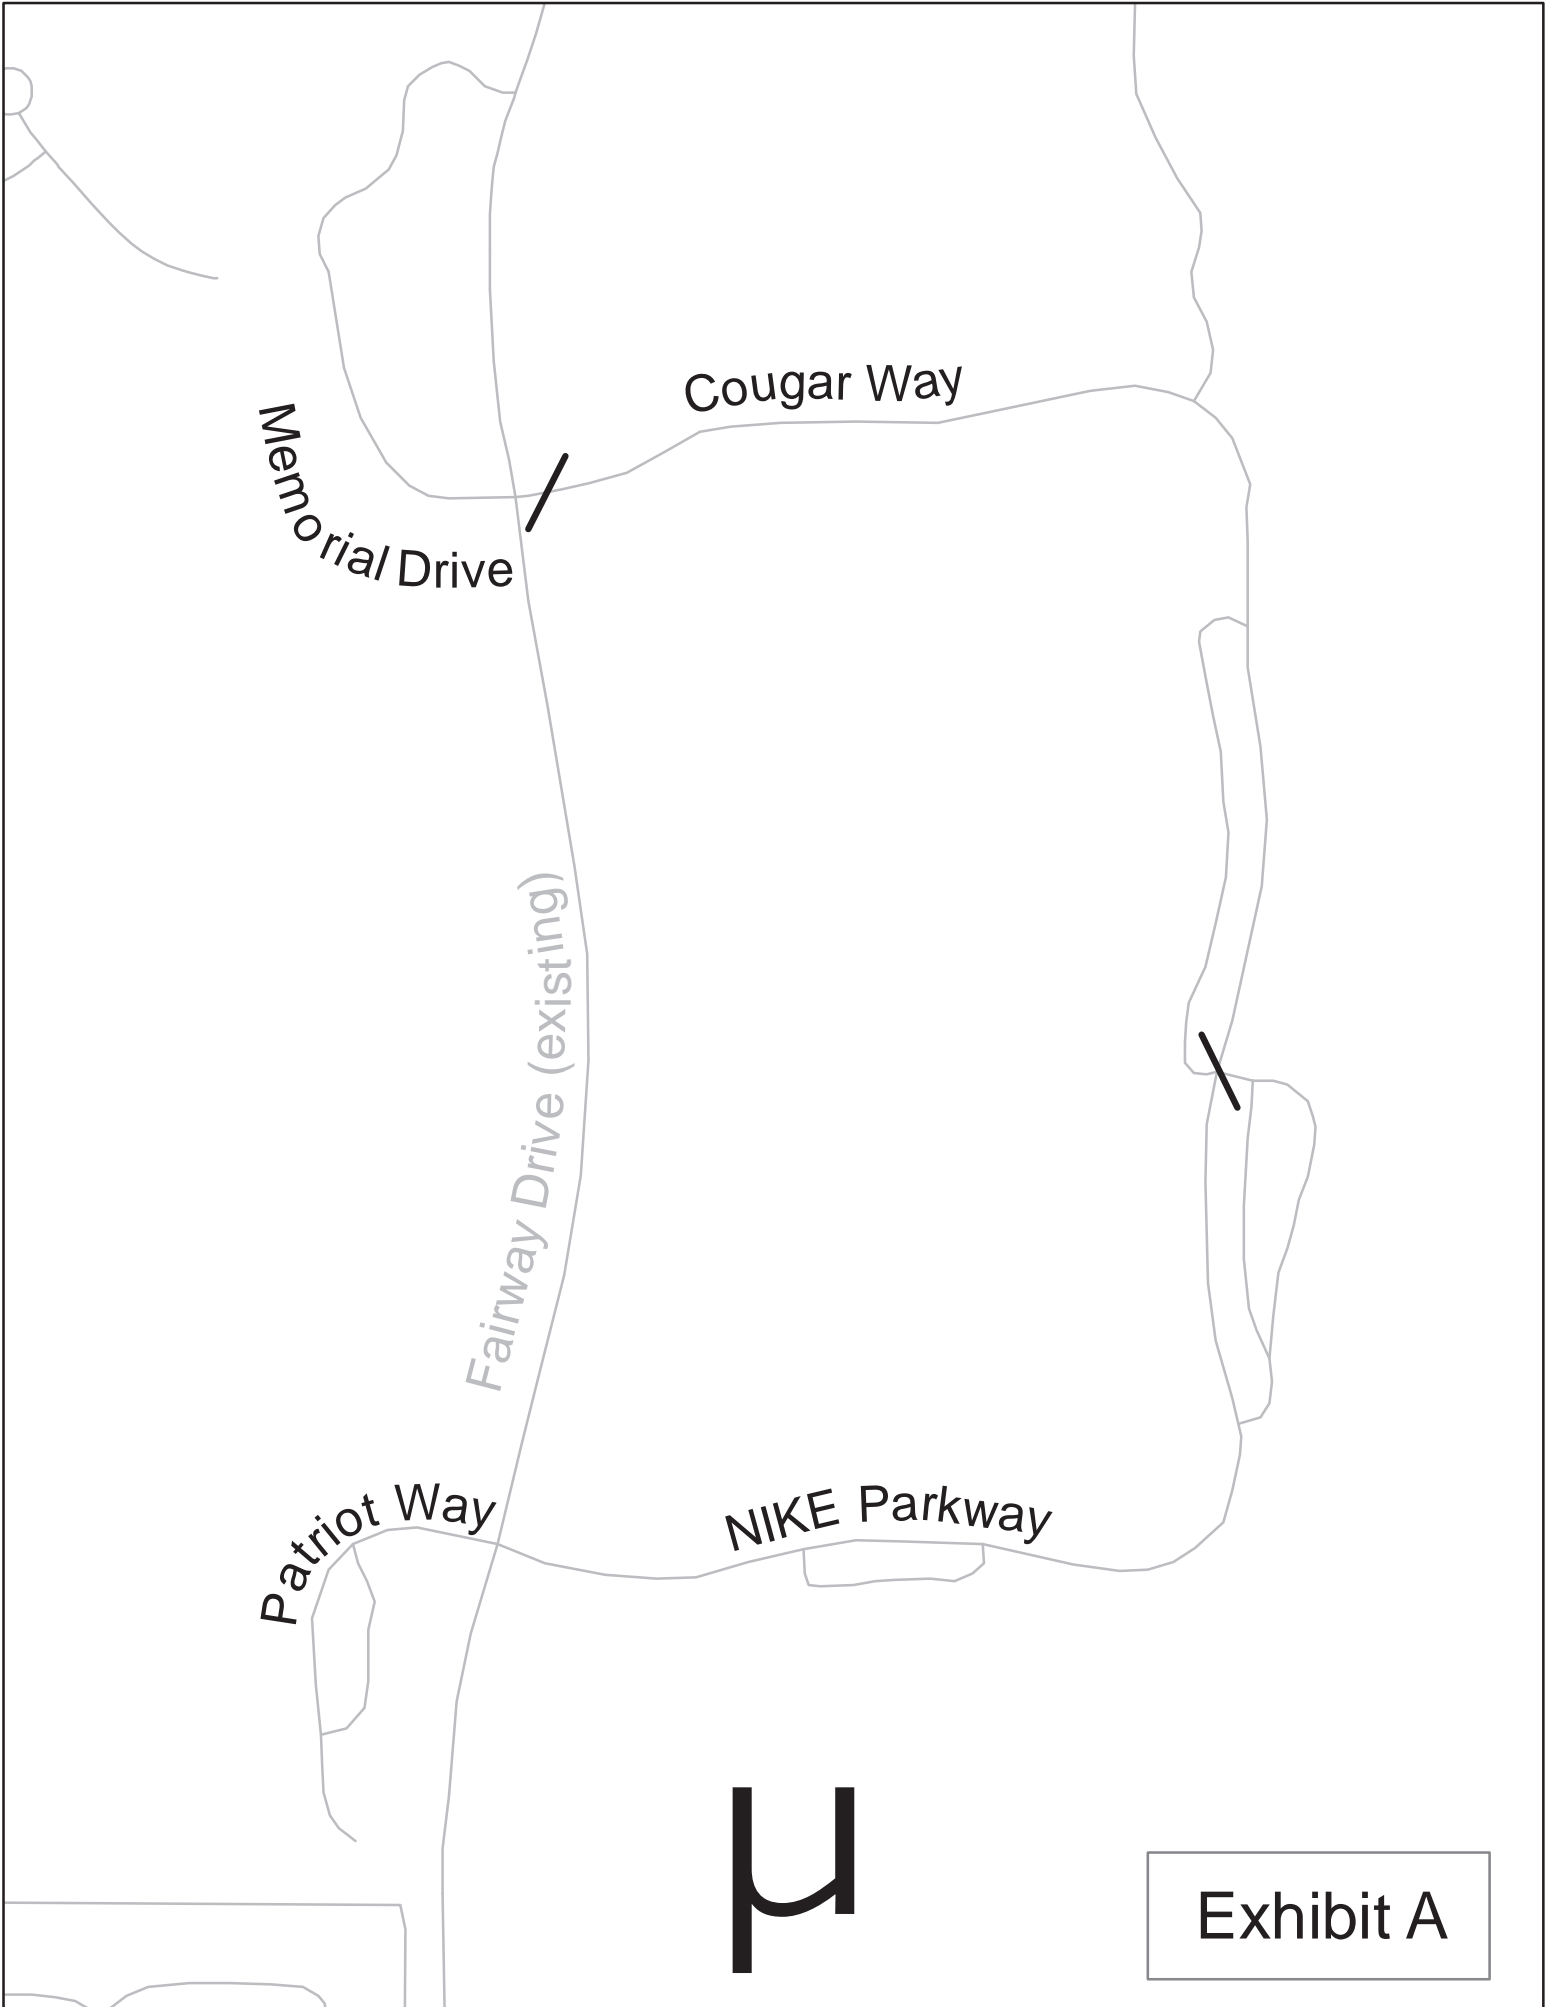 Cougar Way
Memorial Drive
Fairway Drive (existing)
Patriot Way
NIKE Parkway
µ
Exhibit A